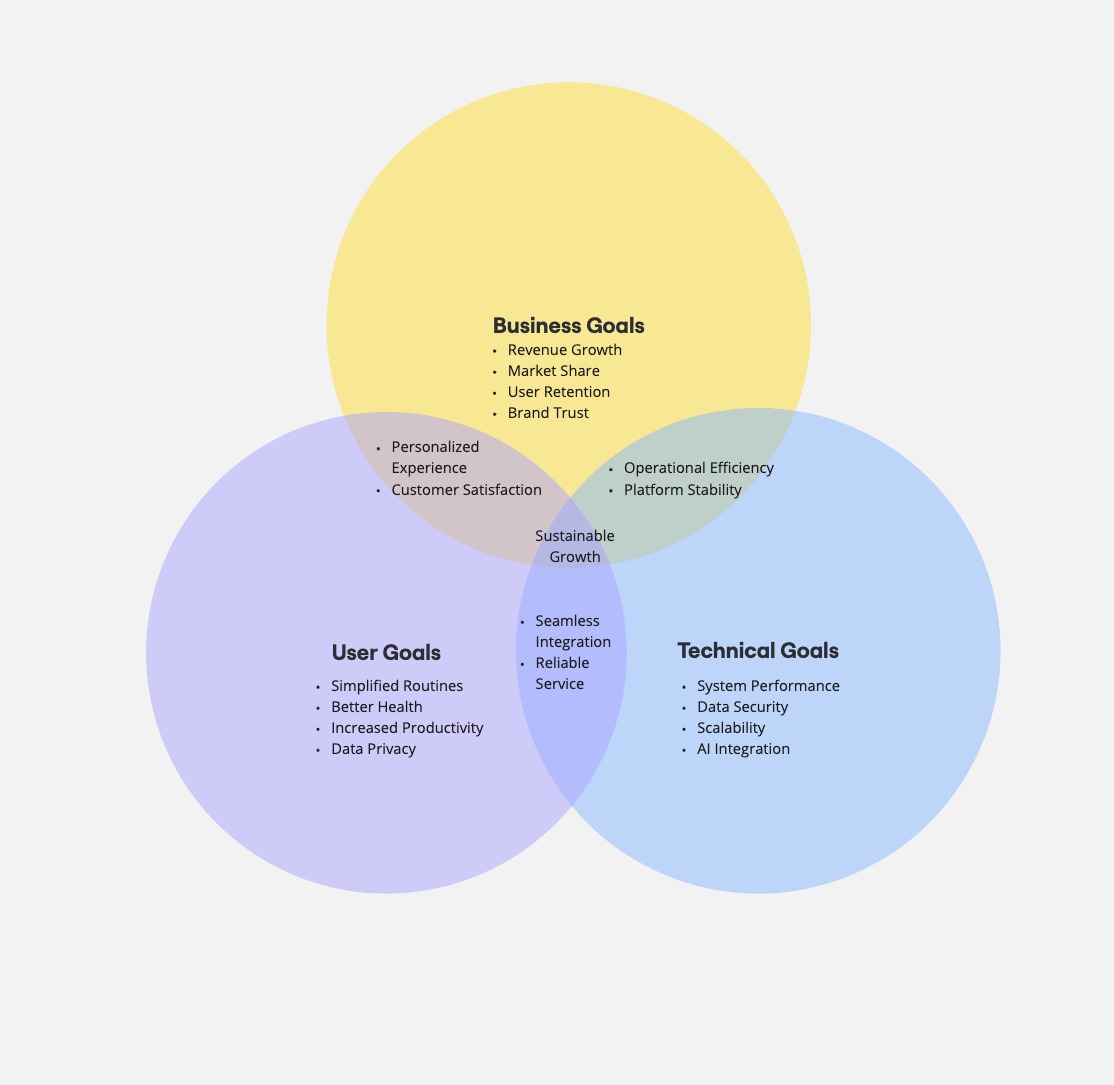 Business Goals
• Revenue Growth
• Market Share
• User Retention
• Brand Trust
• Personalized
Experience
• Customer Satisfaction
• Operational Efficiency
• Platform Stability
Sustainable
Growth
• Seamless
Integration
• Reliable
Service
User Goals
• Simplified Routines
• Better Health
• Increased Productivity
• Data Privacy
Technical Goals
• System Performance
• Data Security
• Scalability
• AI Integration